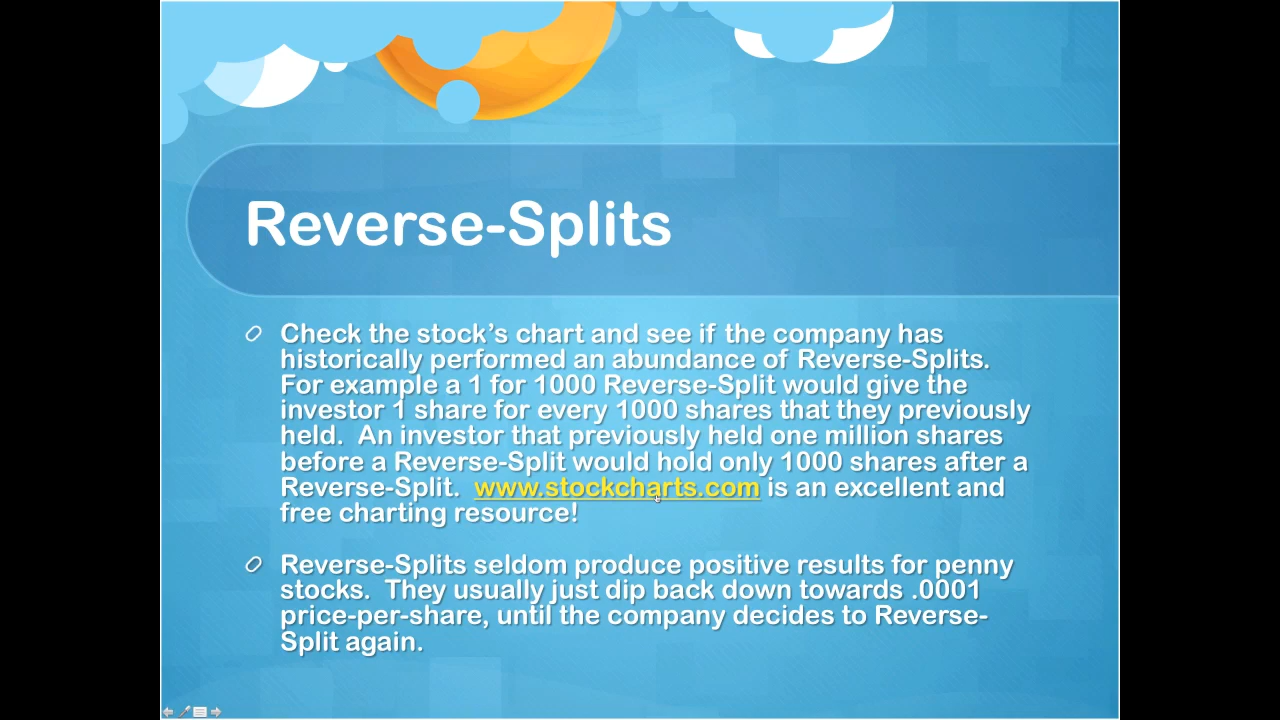 Reverse-Splits
Check the stock’s chart and see if the company has
historically performed an abundance of Reverse-Splits.
For example a 1 for 1000 Reverse-Split would give the
investor 1 share for every 1000 shares that they previously
held.  An investor that previously held one million shares
before a Reverse-Split would hold only 1000 shares after a
Reverse-Split.  www.stockcharts.com is an excellent and
free charting resource!
Reverse-Splits seldom produce positive results for penny
stocks.  They usually just dip back down towards .0001
price-per-share, until the company decides to Reverse-
Split again.